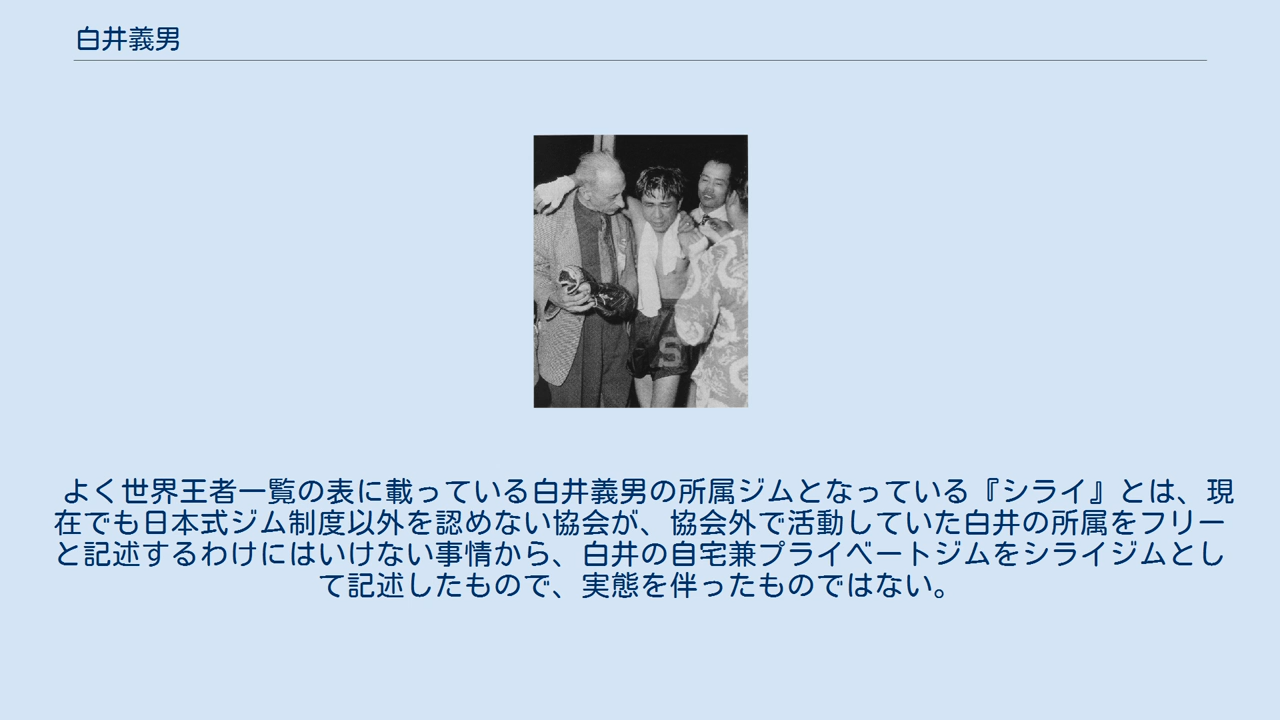 白井義男
S
よく世界王者一覧の表に載っている白井義男の所属ジムとなっている『シライ』とは、現
在でも日本式ジム制度以外を認めない協会が、協会外で活動していた白井の所属をフリー
と記述するわけにはいけない事情から、白井の自宅兼プライベートジムをシライジムとし
て記述したもので、実態を伴ったものではない。